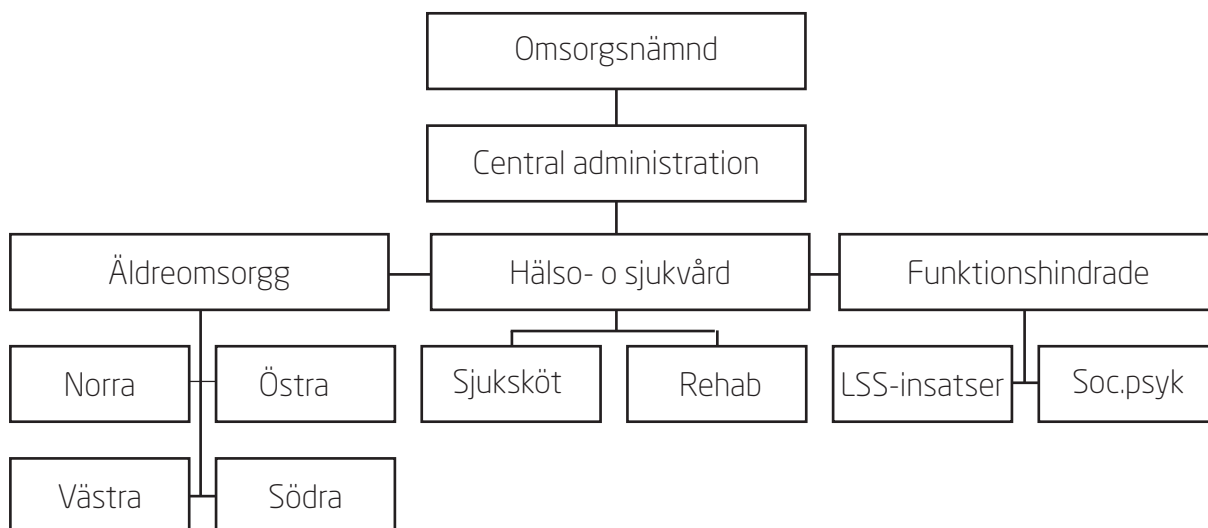 Omsorgsnämnd
Central administration
Äldreomsorgg
Hälso- o sjukvård
Funktionshindrade
Norra
Östra
Sjuksköt
Rehab
LSS-insatser
Soc.psyk
Västra
Södra